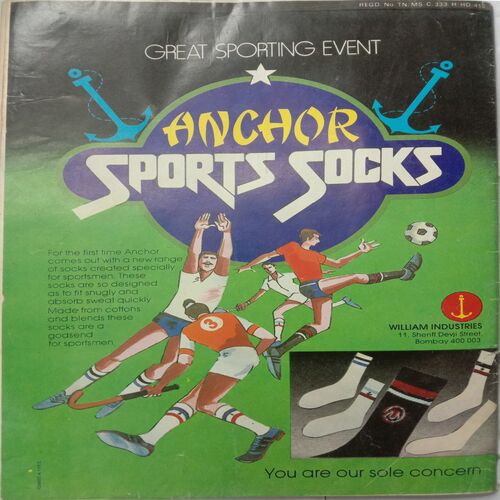 REGD. No. TN. MS C. 333 H HD
GREAT SPORTING EVENT
ANCHOR
SPORTS SOCKS
For the first time Anchor
comes out with a new range
of socks created specially
for sportsmen. These
socks are so designed
as to fit snugly and
absorb sweat quickly
Made from cottons
and blends these
socks are a
godsend
for sportsmen.
3
WILLIAM INDUSTRIES
11, Sheriff Devji Street,
Bombay 400 003
You are our sole concern